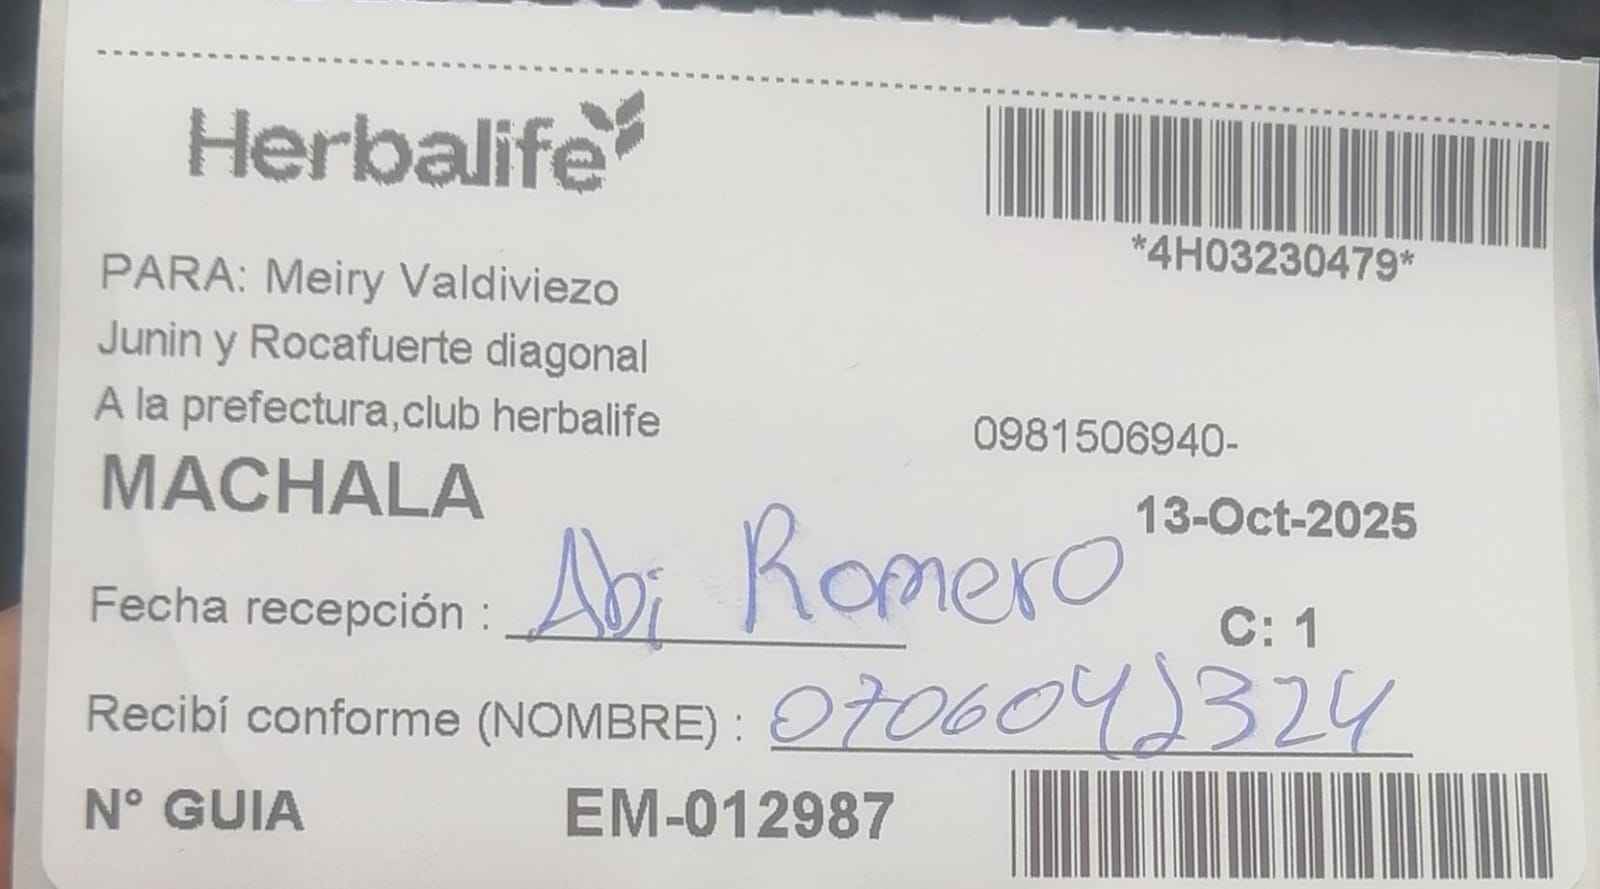 Herbalife
*4H03230479*
PARA: Meiry Valdiviezo
Junin y Rocafuerte diagonal
A la prefectura,club herbalife
0981506940-
MACHALA
13-Oct-2025
Fecha recepción : Abi Romero
C: 1
Recibí conforme (NOMBRE) : 0706042324
N° GUIA EM-012987